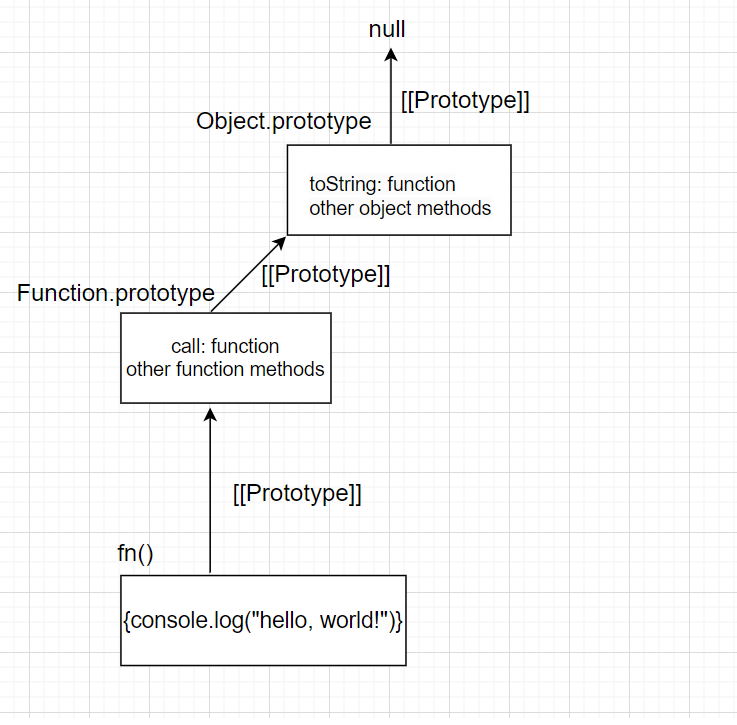 null
[[Prototype]]
Object.prototype
toString: function
other object methods
[[Prototype]]
Function.prototype
call: function
other function methods
[[Prototype]]
fn()
{console.log("hello, world!")}